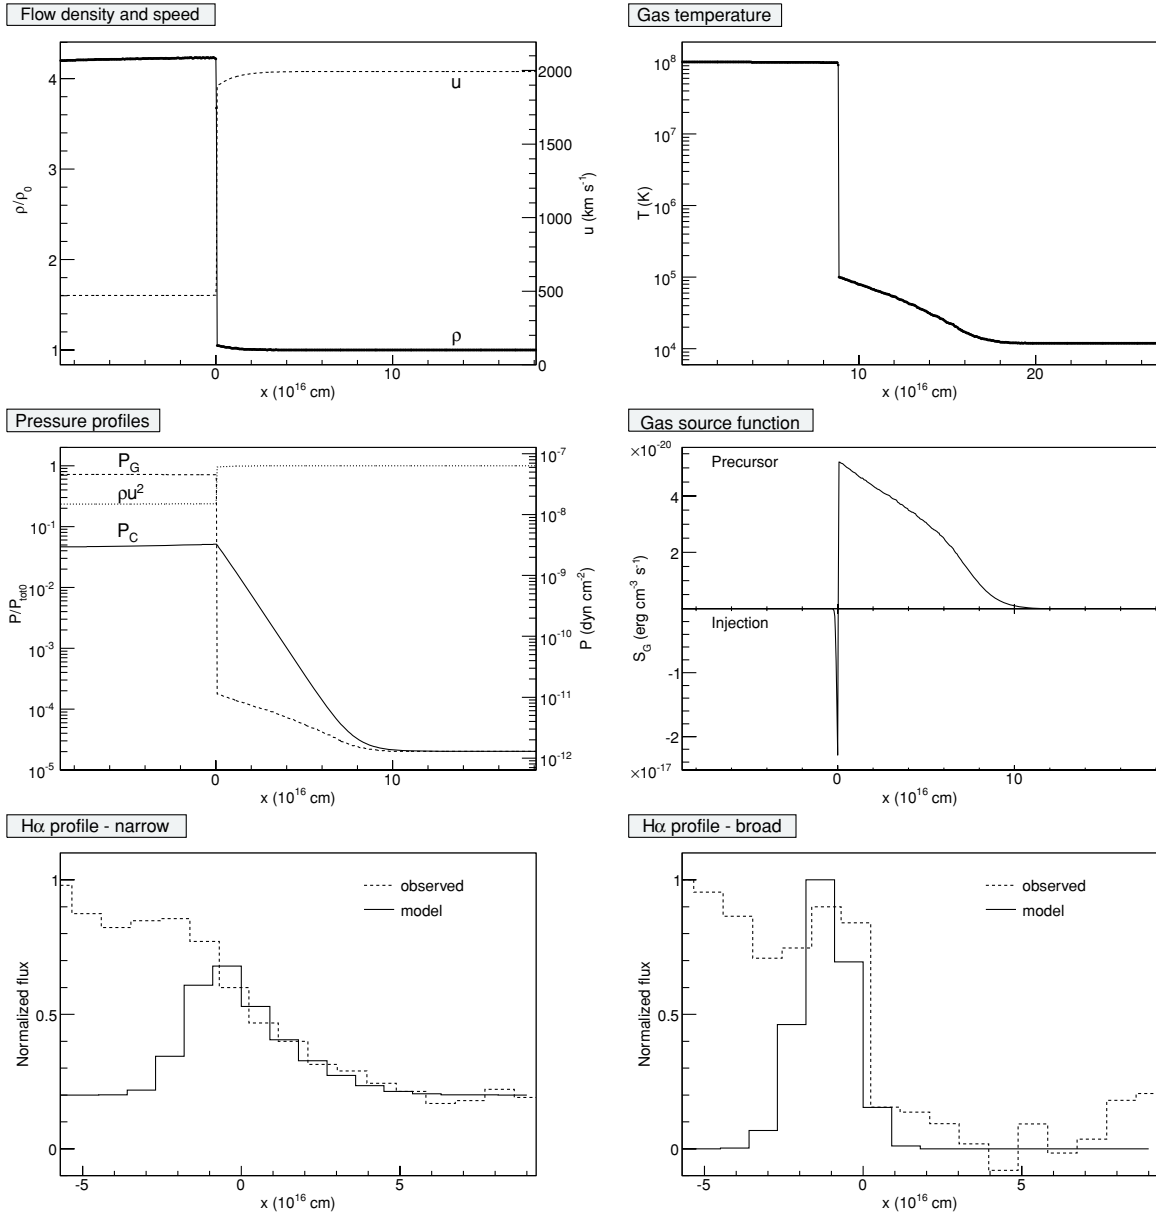 Flow density and speed
4
3
2
1
ρ/ρ0
u
ρ
2000
1500
1000
500
0
u (km s-1)
0
10
x (10^16 cm)
Gas temperature
10^8
10^7
10^6
10^5
10^4
T (K)
0
10
20
x (10^16 cm)
Pressure profiles
1
10^-1
10^-2
10^-3
10^-4
10^-5
P/Ptot0
PG
ρu²
PC
10^-7
10^-8
10^-9
10^-10
10^-11
10^-12
P (dyn cm-2)
0
10
x (10^16 cm)
Gas source function
×10^-20
Precursor
4
2
Injection
-1
-2
×10^-17
SG (erg cm-3 s-1)
0
10
x (10^16 cm)
Hα profile - narrow
1
0.5
0
Normalized flux
observed
model
-5
0
5
x (10^16 cm)
Hα profile - broad
1
0.5
0
Normalized flux
observed
model
-5
0
5
x (10^16 cm)